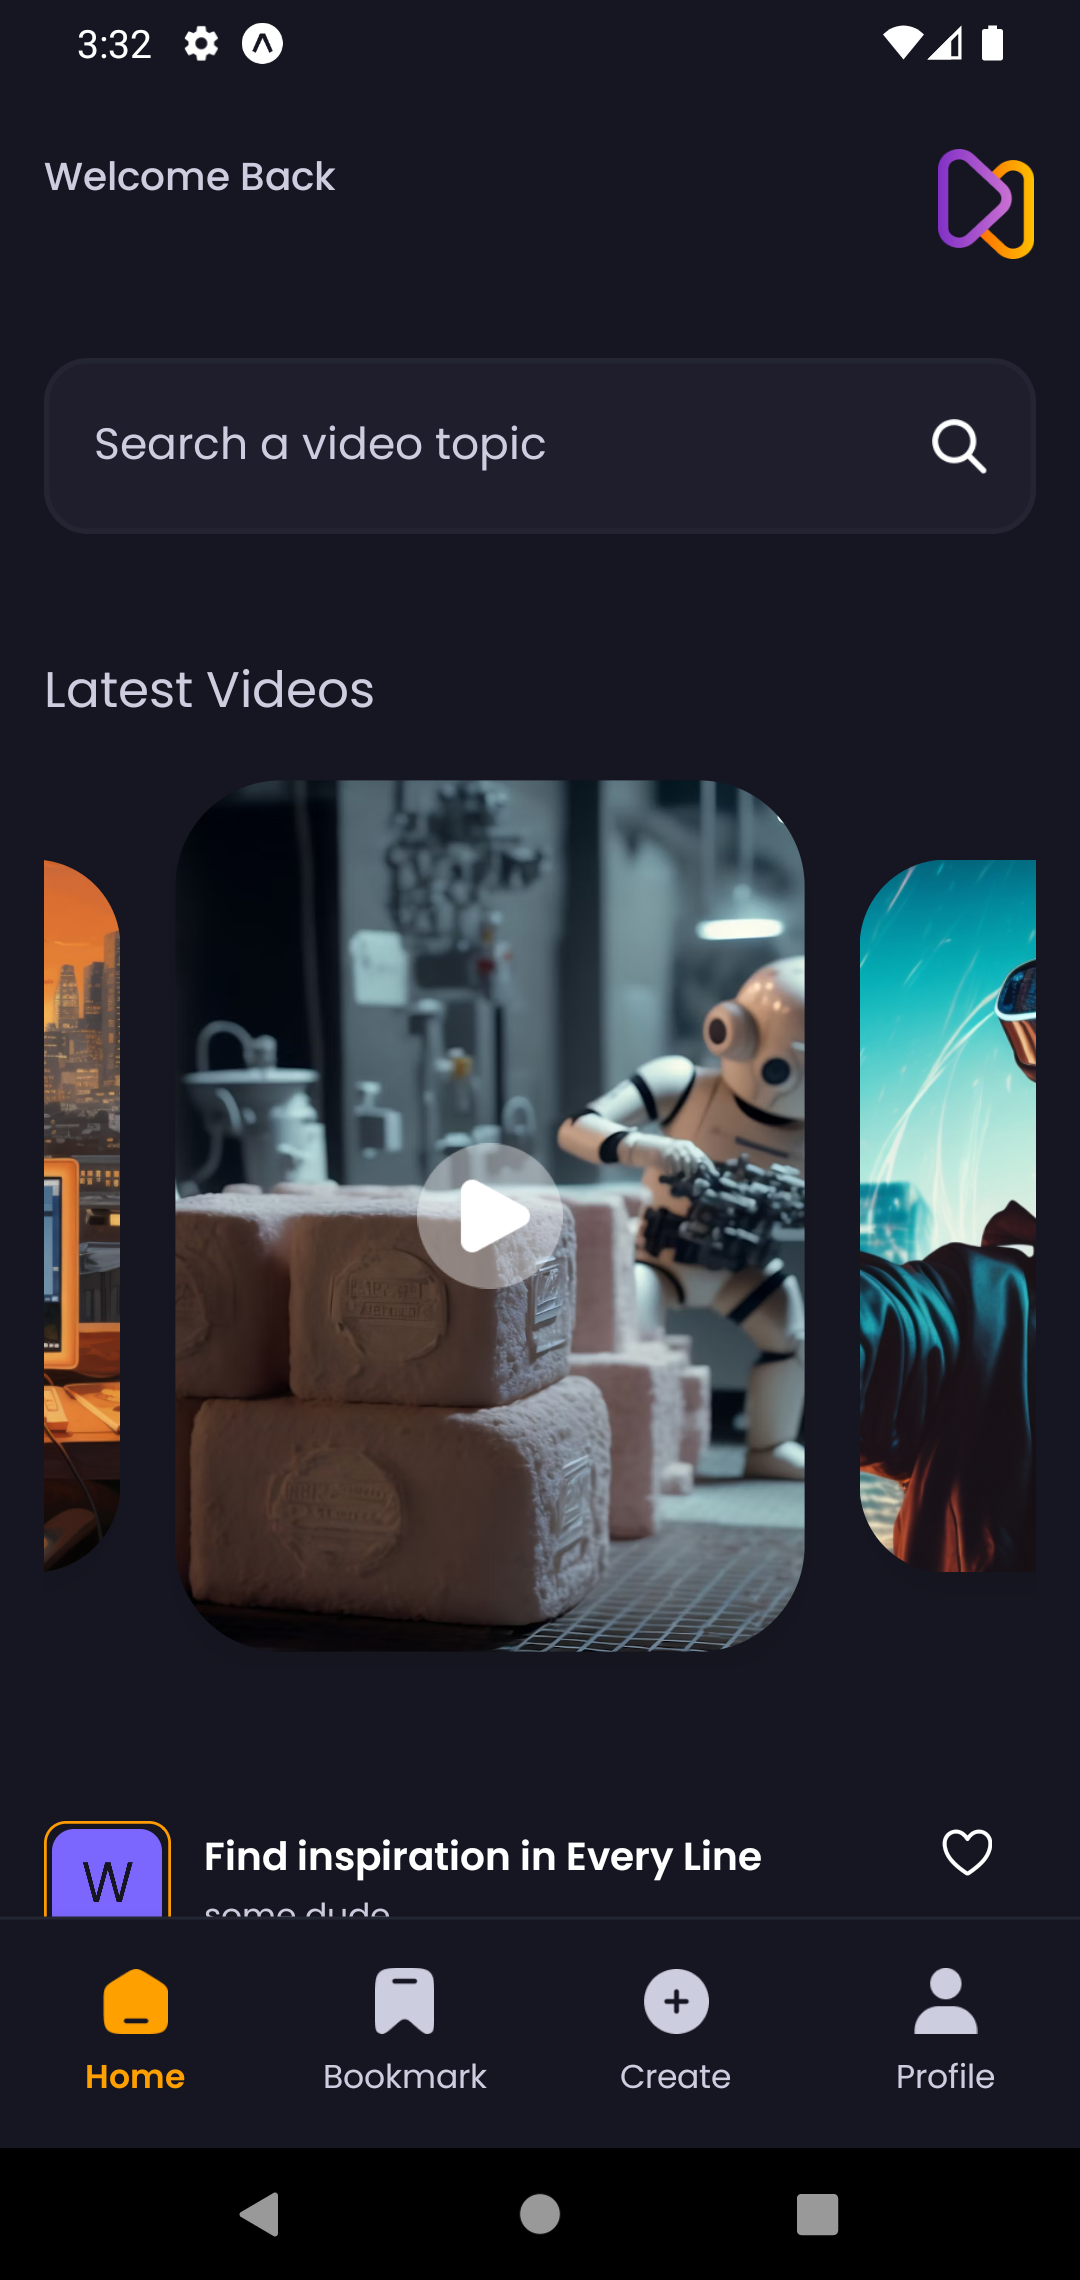 3:32
Welcome Back
Search a video topic
Latest Videos
W
Find inspiration in Every Line
some dude
Home
Bookmark
Create
Profile